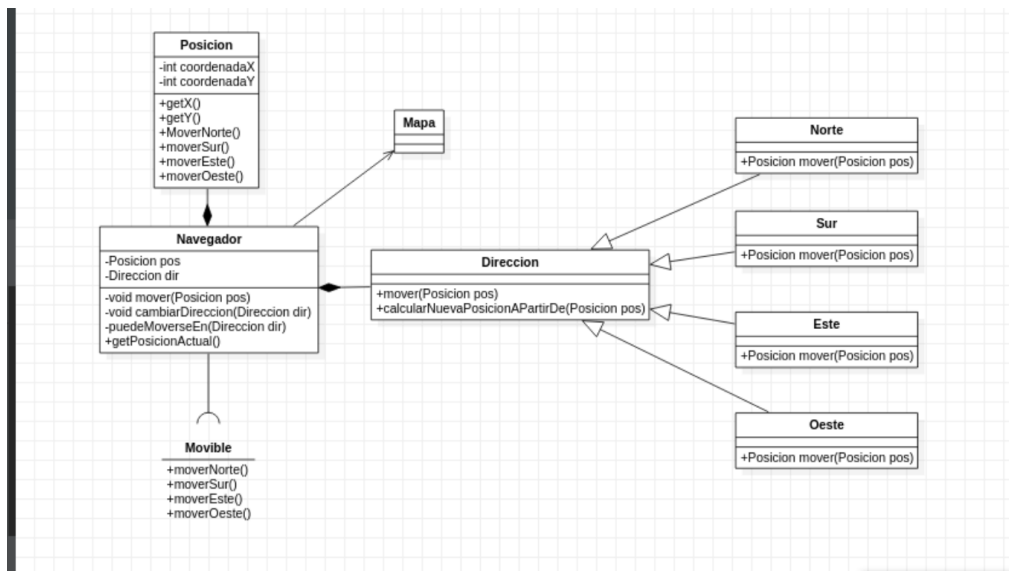 Posicion
-int coordenadaX
-int coordenadaY
+getX()
+getY()
+MoverNorte()
+moverSur()
+moverEste()
+moverOeste()
Mapa
Navegador
-Posicion pos
-Direccion dir
-void mover(Posicion pos)
-void cambiarDireccion(Direccion dir)
-puedeMoverseEn(Direccion dir)
+getPosicionActual()
Movible
+moverNorte()
+moverSur()
+moverEste()
+moverOeste()
Direccion
+mover(Posicion pos)
+calcularNuevaPosicionAPartirDe(Posicion pos)
Norte
+Posicion mover(Posicion pos)
Sur
+Posicion mover(Posicion pos)
Este
+Posicion mover(Posicion pos)
Oeste
+Posicion mover(Posicion pos)